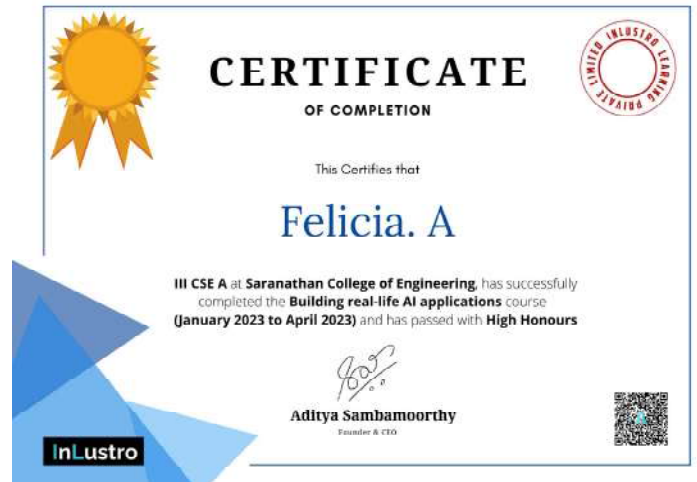 CERTIFICATE
INLUSTRO LEARNING PRIVATE LIMITED
OF COMPLETION
This Certifies that
Felicia. A
III CSE A at Saranathan College of Engineering, has successfully
completed the Building real-life AI applications course
(January 2023 to April 2023) and has passed with High Honours
Aditya Sambamoorthy
Founder & CEO
InLustro